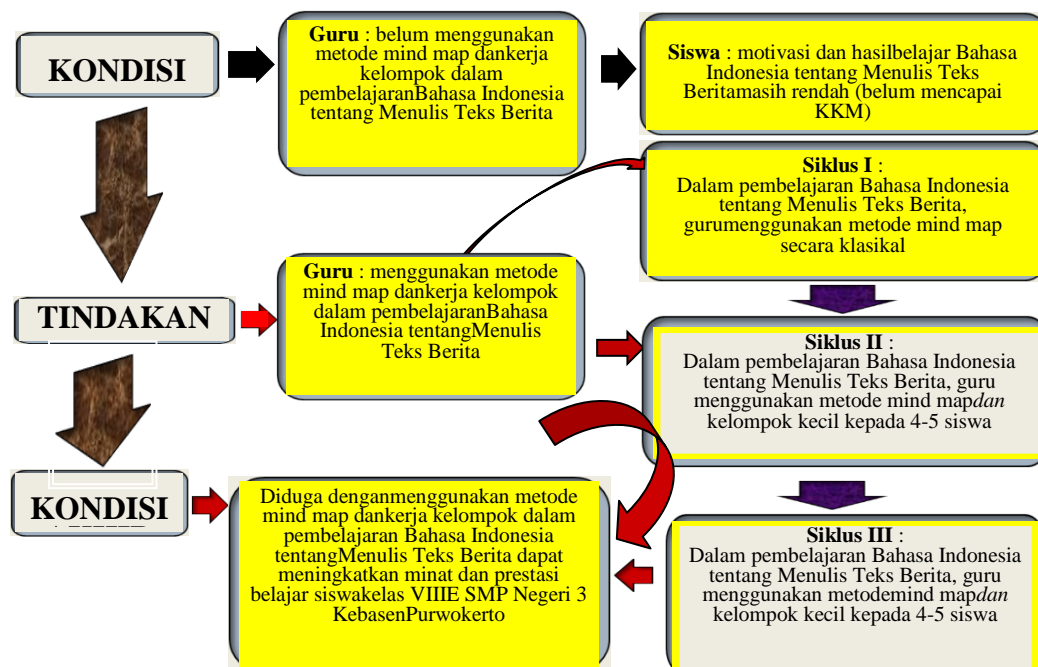 KONDISI
Guru : belum menggunakan
metode mind map dankerja
kelompok dalam
pembelajaranBahasa Indonesia
tentang Menulis Teks Berita
Siswa : motivasi dan hasilbelajar Bahasa
Indonesia tentang Menulis Teks
Beritamasih rendah (belum mencapai
KKM)
Siklus I :
Dalam pembelajaran Bahasa Indonesia
tentang Menulis Teks Berita,
gurumenggunakan metode mind map
secara klasikal
TINDAKAN
Guru : menggunakan metode
mind map dankerja kelompok
dalam pembelajaranBahasa
Indonesia tentangMenulis
Teks Berita
Siklus II :
Dalam pembelajaran Bahasa Indonesia
tentang Menulis Teks Berita, guru
menggunakan metode mind mapdan
kelompok kecil kepada 4-5 siswa
KONDISI
Diduga denganmenggunakan metode
mind map dankerja kelompok dalam
pembelajaran Bahasa Indonesia
tentangMenulis Teks Berita dapat
meningkatkan minat dan prestasi
belajar siswakelas VIIIE SMP Negeri 3
KebasenPurwokerto
Siklus III :
Dalam pembelajaran Bahasa Indonesia
tentang Menulis Teks Berita, guru
menggunakan metodemind mapdan
kelompok kecil kepada 4-5 siswa